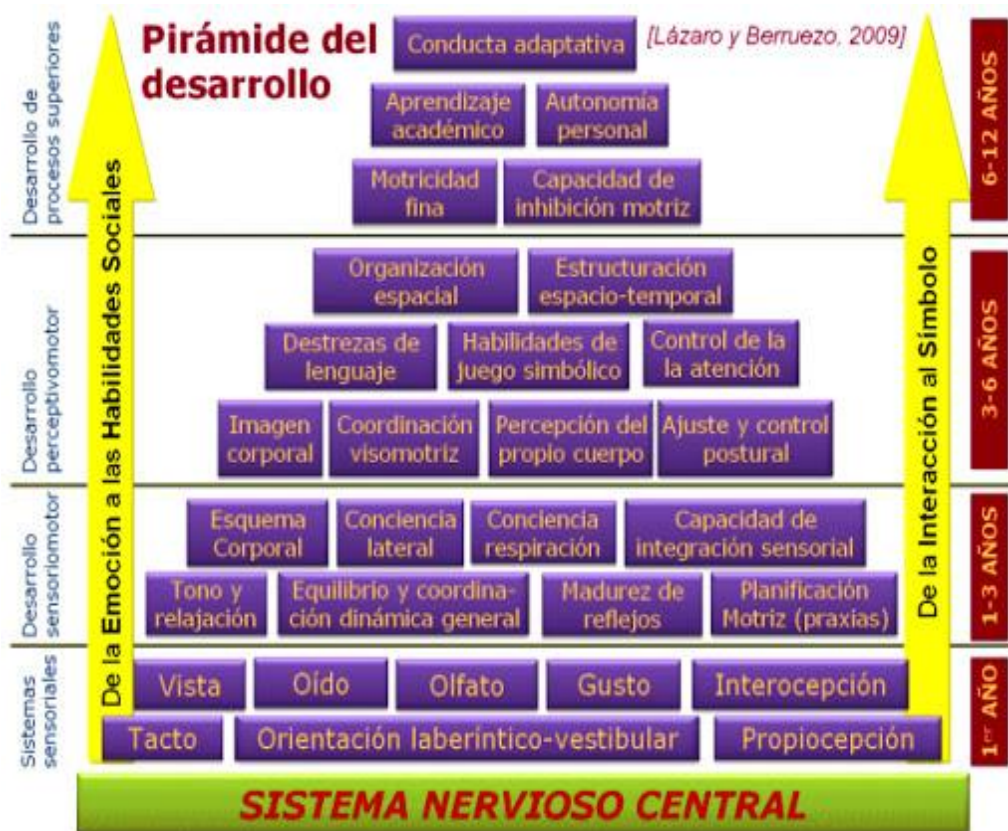 Pirámide del
desarrollo
[Lázaro y Berruezo, 2009]
Conducta adaptativa
Aprendizaje
académico
Autonomía
personal
Motricidad
fina
Capacidad de
inhibición motriz
Desarrollo de
procesos superiores
6-12 AÑOS
Organización
espacial
Estructuración
espacio-temporal
Destrezas de
lenguaje
Habilidades de
juego simbólico
Control de la
la atención
Imagen
corporal
Coordinación
visomotriz
Percepción del
propio cuerpo
Ajuste y control
postural
Desarrollo
perceptivomotor
3-6 AÑOS
Esquema
Corporal
Conciencia
lateral
Conciencia
respiración
Capacidad de
integración sensorial
Tono y
relajación
Equilibrio y coordina-
ción dinámica general
Madurez de
reflejos
Planificación
Motriz (praxias)
Desarrollo
sensoriomotor
1-3 AÑOS
Vista
Oído
Olfato
Gusto
Interocepción
Tacto
Orientación laberíntico-vestibular
Propiocepción
Sistemas
sensoriales
1er AÑO
De la Emoción a las Habilidades Sociales
De la Interacción al Símbolo
SISTEMA NERVIOSO CENTRAL